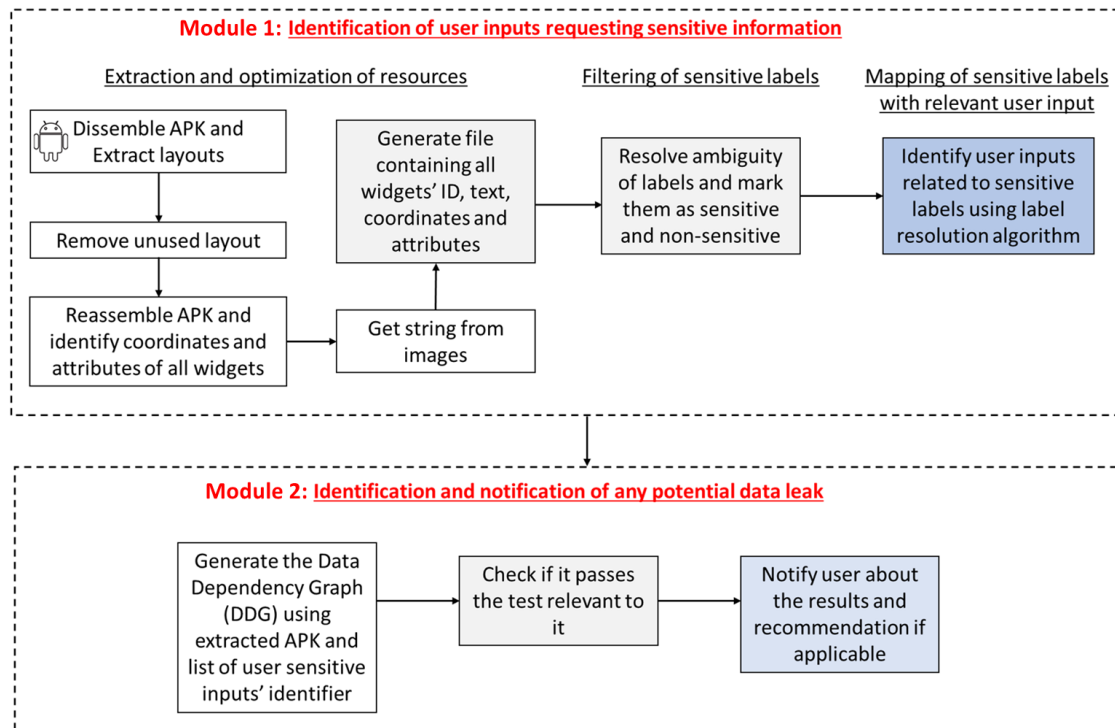 Module 1: Identification of user inputs requesting sensitive information
Extraction and optimization of resources
Filtering of sensitive labels
Mapping of sensitive labels
with relevant user input
Dissemble APK and
Extract layouts
Remove unused layout
Reassemble APK and
identify coordinates and
attributes of all widgets
Get string from
images
Generate file
containing all
widgets' ID, text,
coordinates and
attributes
Resolve ambiguity
of labels and mark
them as sensitive
and non-sensitive
Identify user inputs
related to sensitive
labels using label
resolution algorithm
Module 2: Identification and notification of any potential data leak
Generate the Data
Dependency Graph
(DDG) using
extracted APK and
list of user sensitive
inputs' identifier
Check if it passes
the test relevant to
it
Notify user about
the results and
recommendation if
applicable